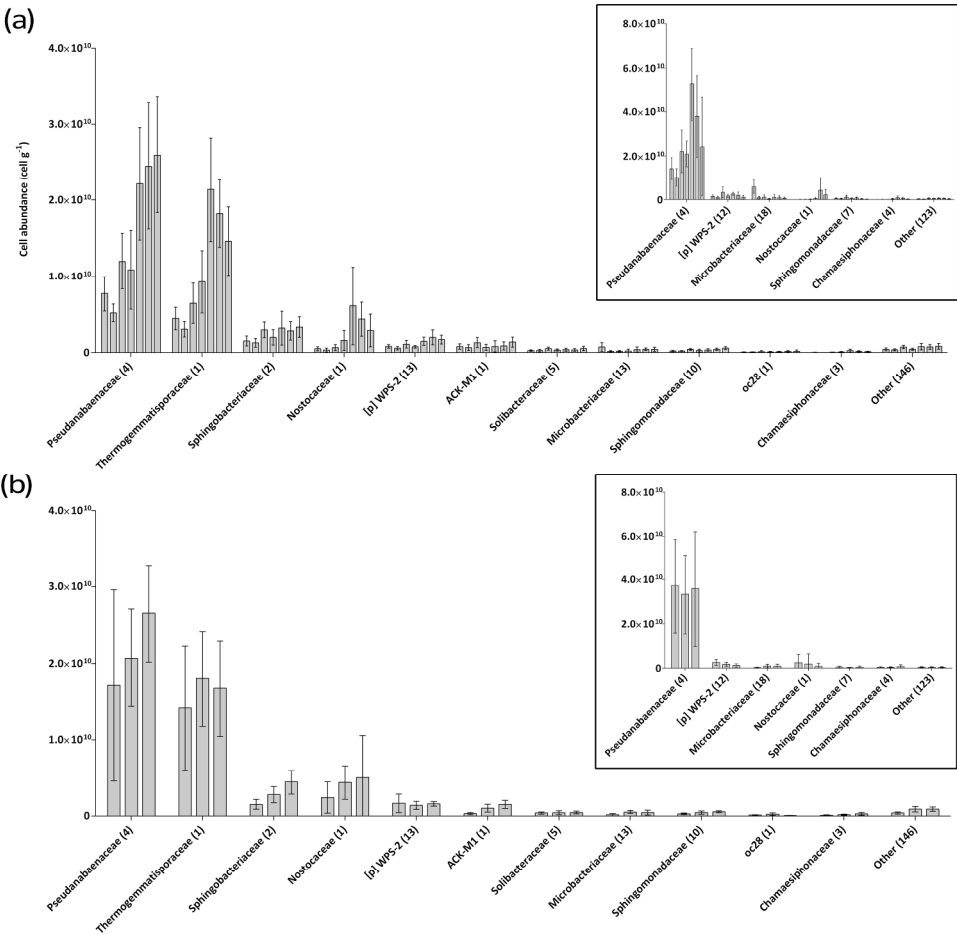 (a)
Cell abundance (cell g⁻¹)
4.0×10¹⁰
3.0×10¹⁰
2.0×10¹⁰
1.0×10¹⁰
0
Pseudanabaenaceae (4)
Thermogemmatisporaceae (1)
Sphingobacteriaceae (2)
Nostocaceae (1)
[p] WPS-2 (13)
ACK-M1 (1)
Solibacteraceae (5)
Microbacteriaceae (13)
Sphingomonadaceae (10)
oc28 (1)
Chamaesiphonaceae (3)
Other (146)
8.0×10¹⁰
6.0×10¹⁰
4.0×10¹⁰
2.0×10¹⁰
0
Pseudanabaenaceae (4)
[p] WPS-2 (12)
Microbacteriaceae (18)
Nostocaceae (1)
Sphingomonadaceae (7)
Chamaesiphonaceae (4)
Other (123)
(b)
4.0×10¹⁰
3.0×10¹⁰
2.0×10¹⁰
1.0×10¹⁰
0
Pseudanabaenaceae (4)
Thermogemmatisporaceae (1)
Sphingobacteriaceae (2)
Nostocaceae (1)
[p] WPS-2 (13)
ACK-M1 (1)
Solibacteraceae (5)
Microbacteriaceae (13)
Sphingomonadaceae (10)
oc28 (1)
Chamaesiphonaceae (3)
Other (146)
8.0×10¹⁰
6.0×10¹⁰
4.0×10¹⁰
2.0×10¹⁰
0
Pseudanabaenaceae (4)
[p] WPS-2 (12)
Microbacteriaceae (18)
Nostocaceae (1)
Sphingomonadaceae (7)
Chamaesiphonaceae (4)
Other (123)